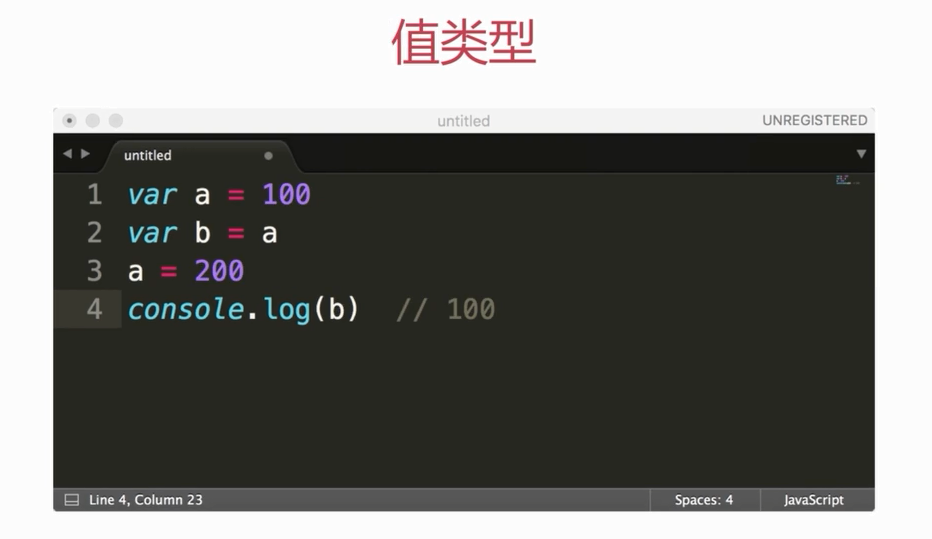 值类型
untitled
UNREGISTERED
untitled
1 var a = 100
2 var b = a
3 a = 200
4 console.log(b)  // 100
Line 4, Column 23
Spaces: 4
JavaScript